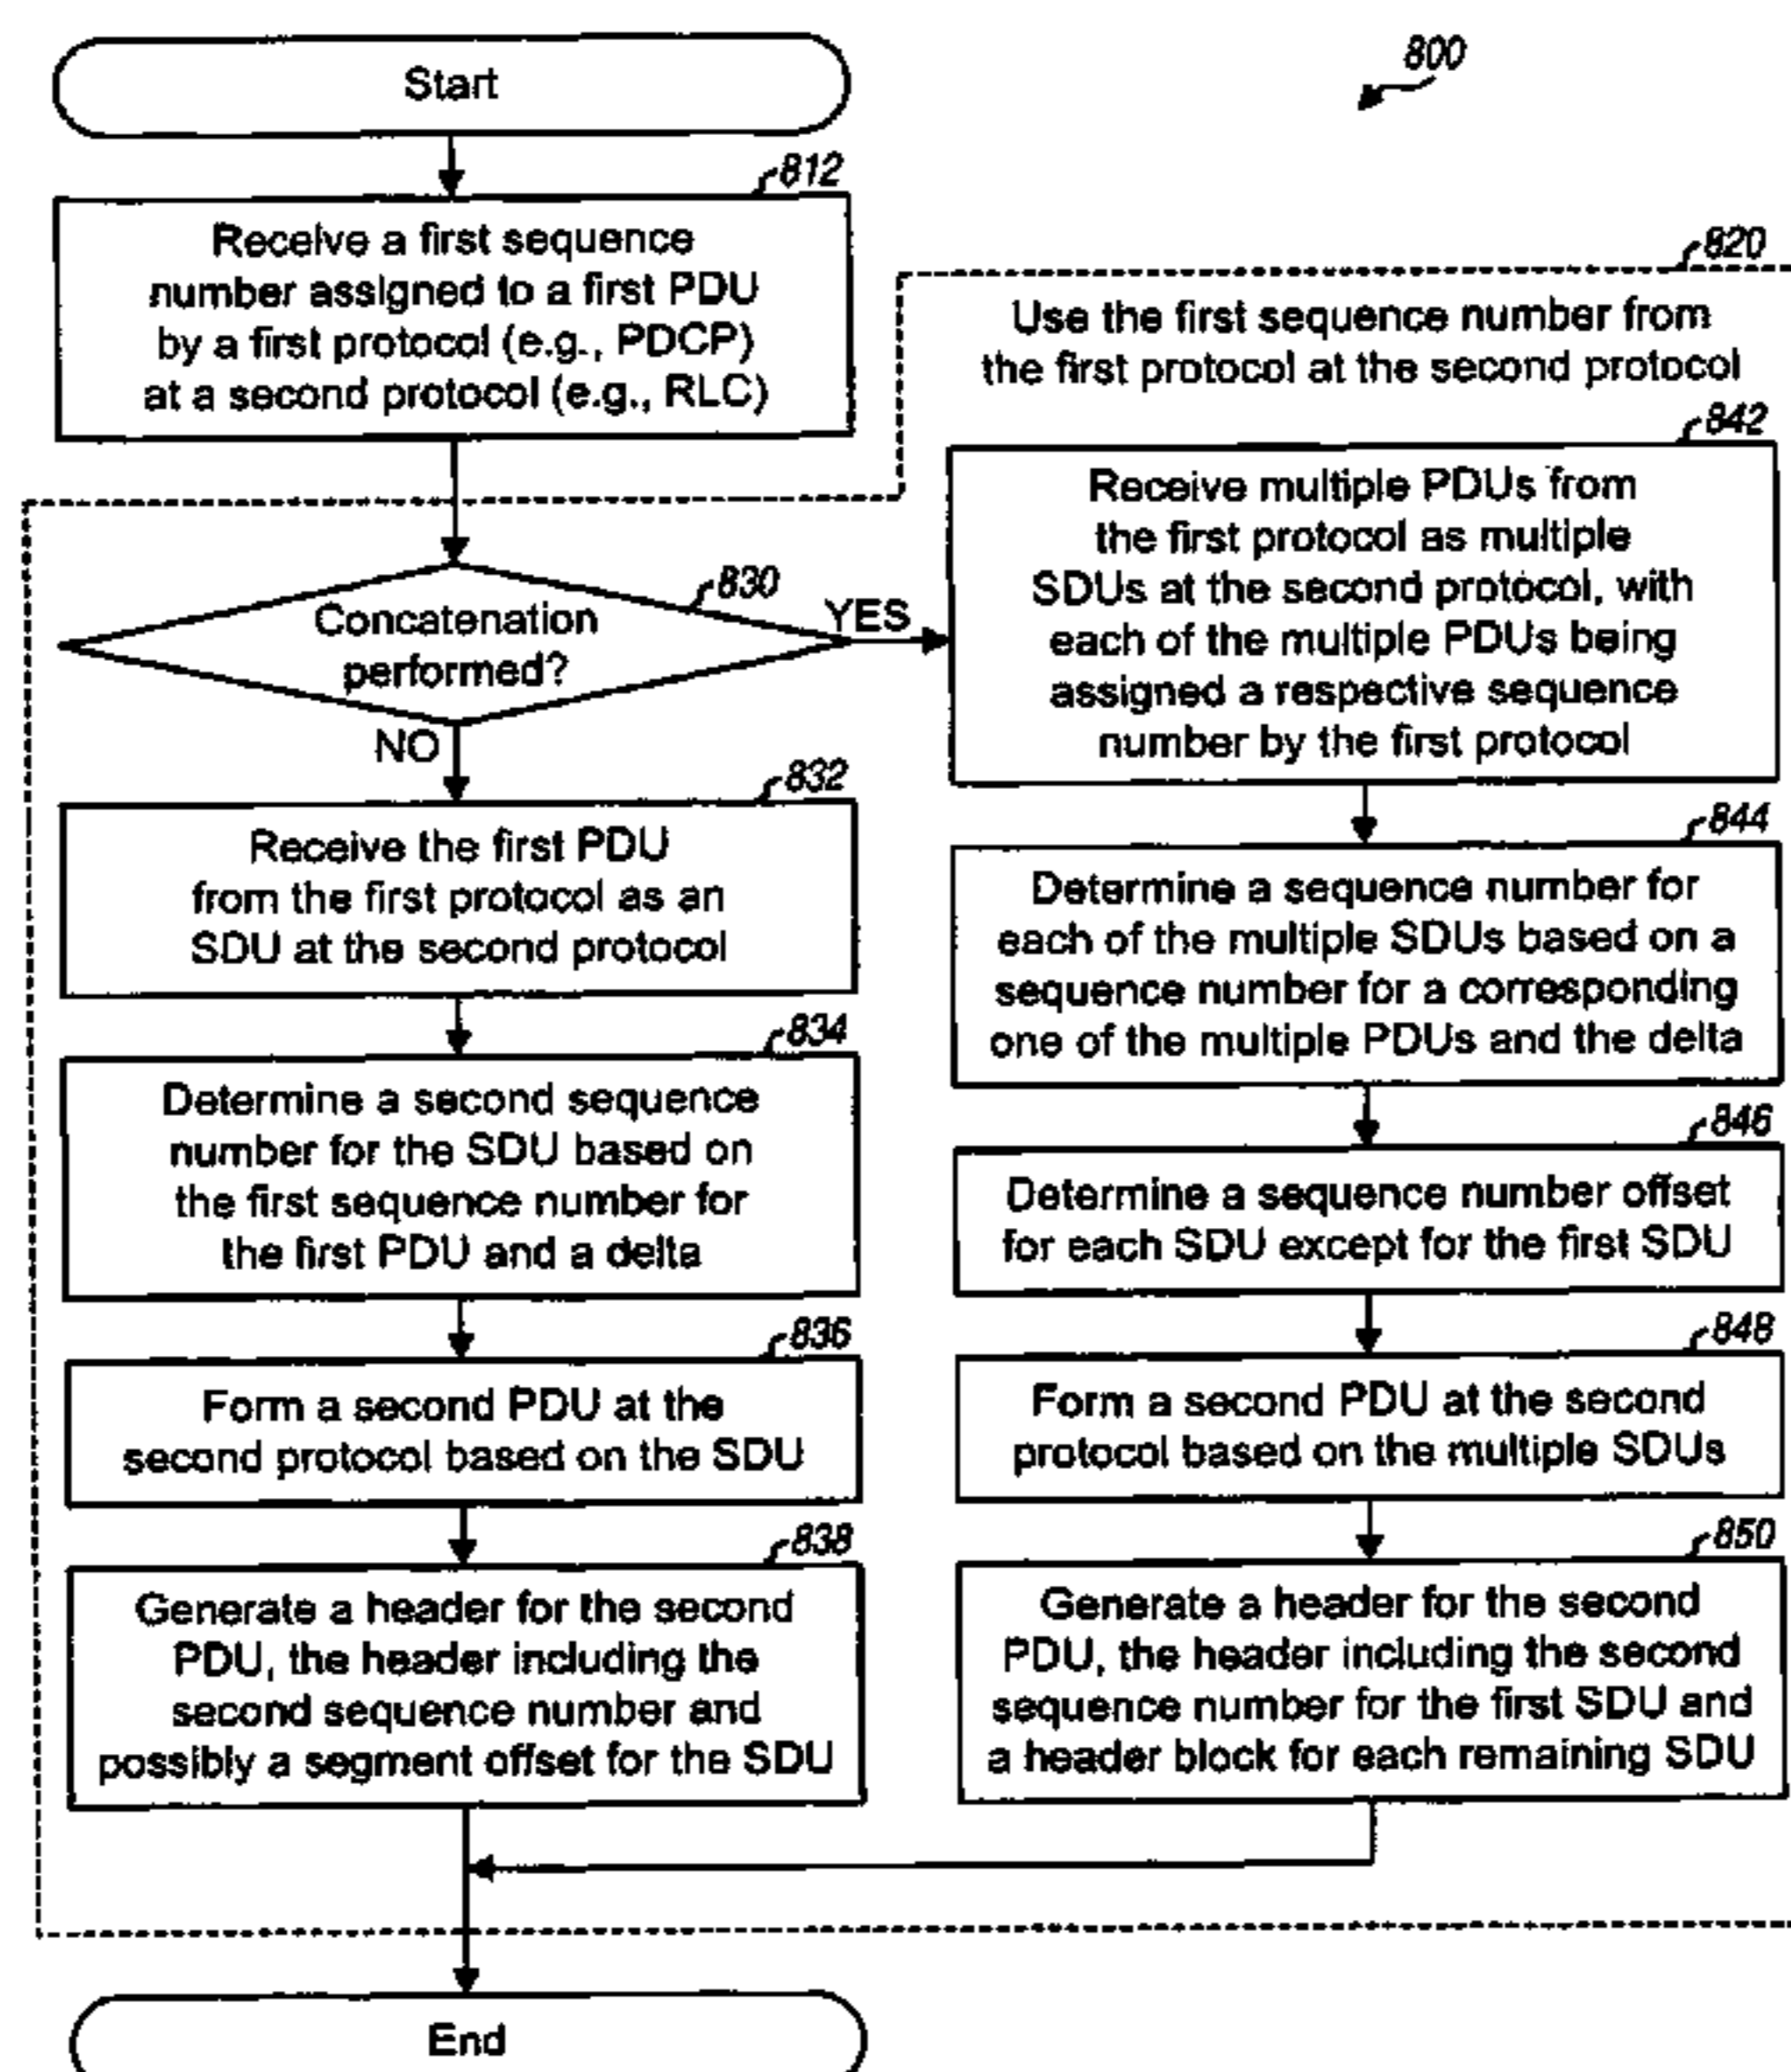 800
Start
812
Receive a first sequence
number assigned to a first PDU
by a first protocol (e.g., PDCP)
at a second protocol (e.g., RLC)
820
Use the first sequence number from
the first protocol at the second protocol
830
Concatenation
performed?
YES
NO
832
Receive the first PDU
from the first protocol as an
SDU at the second protocol
834
Determine a second sequence
number for the SDU based on
the first sequence number for
the first PDU and a delta
836
Form a second PDU at the
second protocol based on the SDU
838
Generate a header for the second
PDU, the header including the
second sequence number and
possibly a segment offset for the SDU
842
Receive multiple PDUs from
the first protocol as multiple
SDUs at the second protocol, with
each of the multiple PDUs being
assigned a respective sequence
number by the first protocol
844
Determine a sequence number for
each of the multiple SDUs based on a
sequence number for a corresponding
one of the multiple PDUs and the delta
846
Determine a sequence number offset
for each SDU except for the first SDU
848
Form a second PDU at the second
protocol based on the multiple SDUs
850
Generate a header for the second
PDU, the header including the second
sequence number for the first SDU and
a header block for each remaining SDU
End